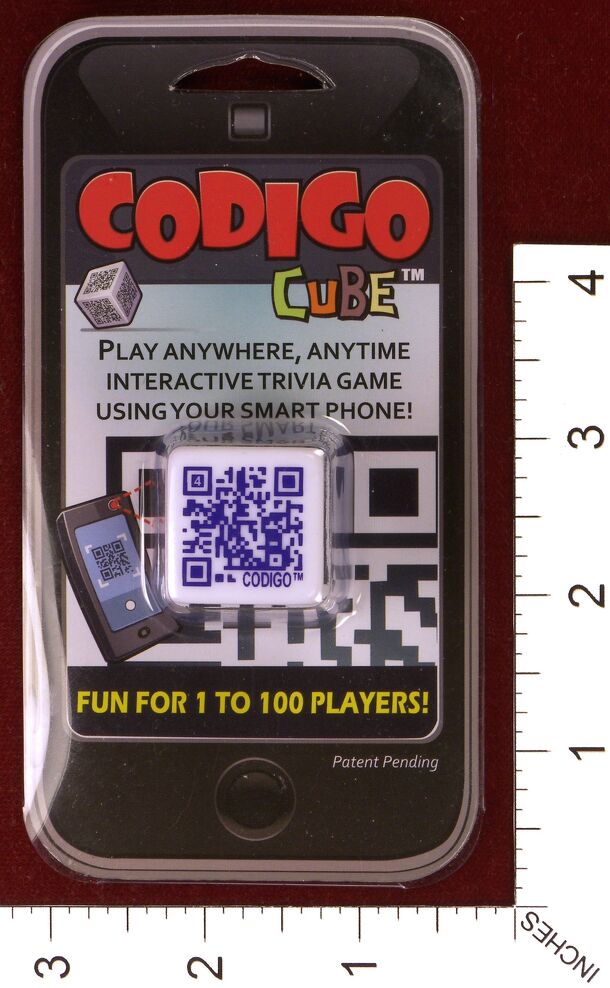 CODIGO
CUBE™
PLAY ANYWHERE, ANYTIME
INTERACTIVE TRIVIA GAME
USING YOUR SMART PHONE!
4
CODIGO™
FUN FOR 1 TO 100 PLAYERS!
Patent Pending
4
3
2
1
3
2
1
INCHES